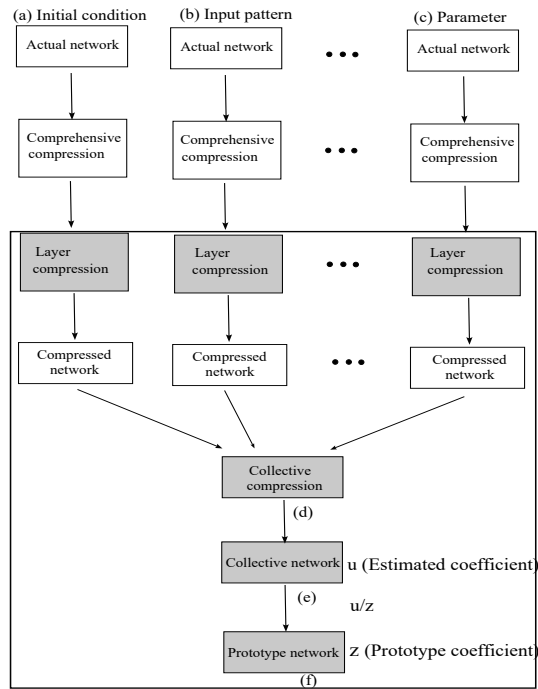 (a) Initial condition
(b) Input pattern
(c) Parameter
Actual network
Actual network
Actual network
Comprehensive
compression
Comprehensive
compression
Comprehensive
compression
Layer
compression
Layer
compression
Layer
compression
Compressed
network
Compressed
network
Compressed
network
Collective
compression
(d)
Collective network
u (Estimated coefficient)
(e)
u/z
Prototype network
z (Prototype coefficient)
(f)